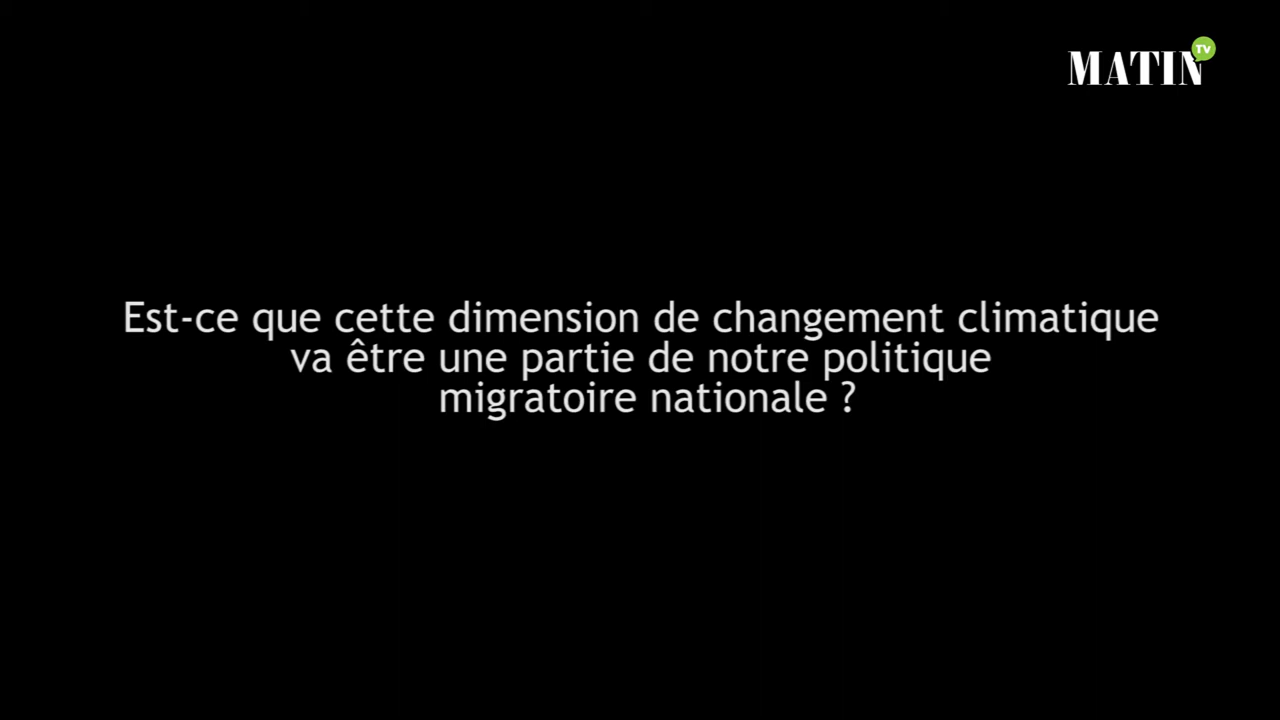 MATIN TV
Est-ce que cette dimension de changement climatique
va être une partie de notre politique
migratoire nationale ?